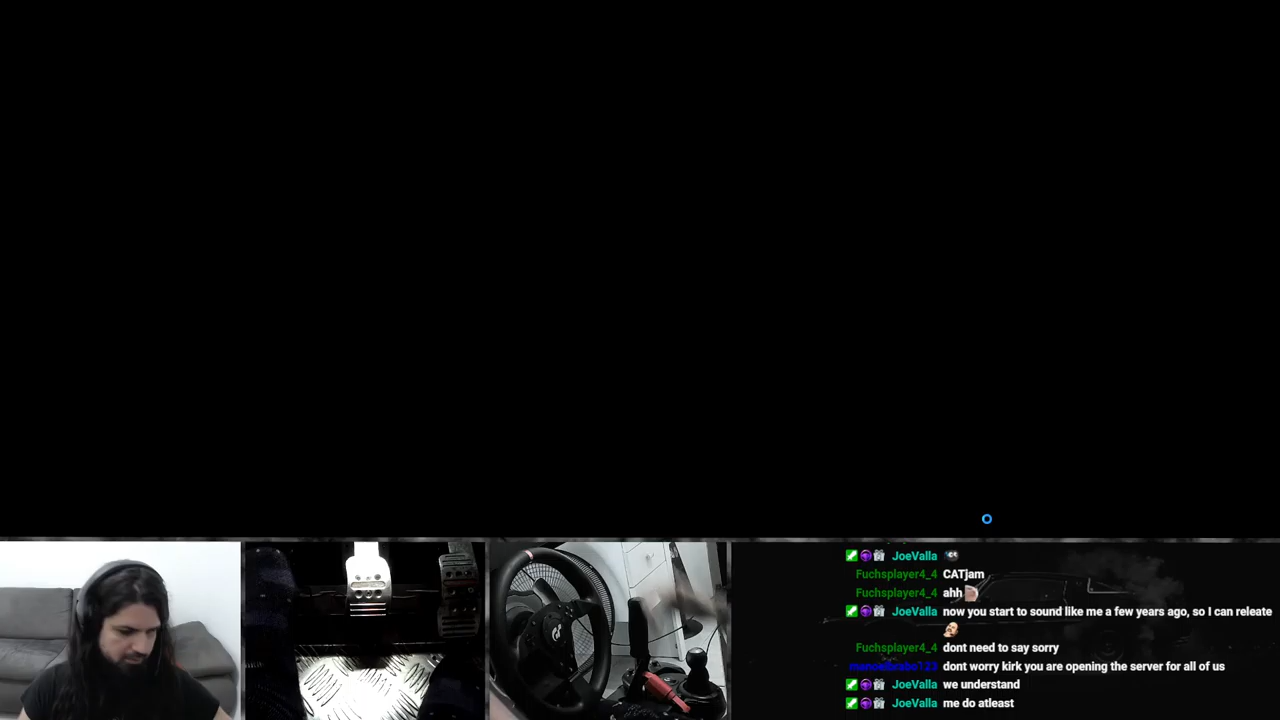 JoeValla
Fuchsplayer4_4 CATjam
Fuchsplayer4_4 ahh
JoeValla now you start to sound like me a few years ago, so I can releate
Fuchsplayer4_4 dont need to say sorry
dont worry kirk you are opening the server for all of us
JoeValla we understand
JoeValla me do atleast